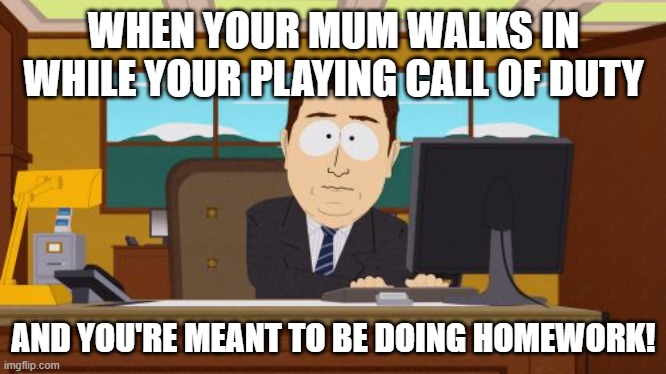 WHEN YOUR MUM WALKS IN
WHILE YOUR PLAYING CALL OF DUTY
AND YOU'RE MEANT TO BE DOING HOMEWORK!
imgflip.com